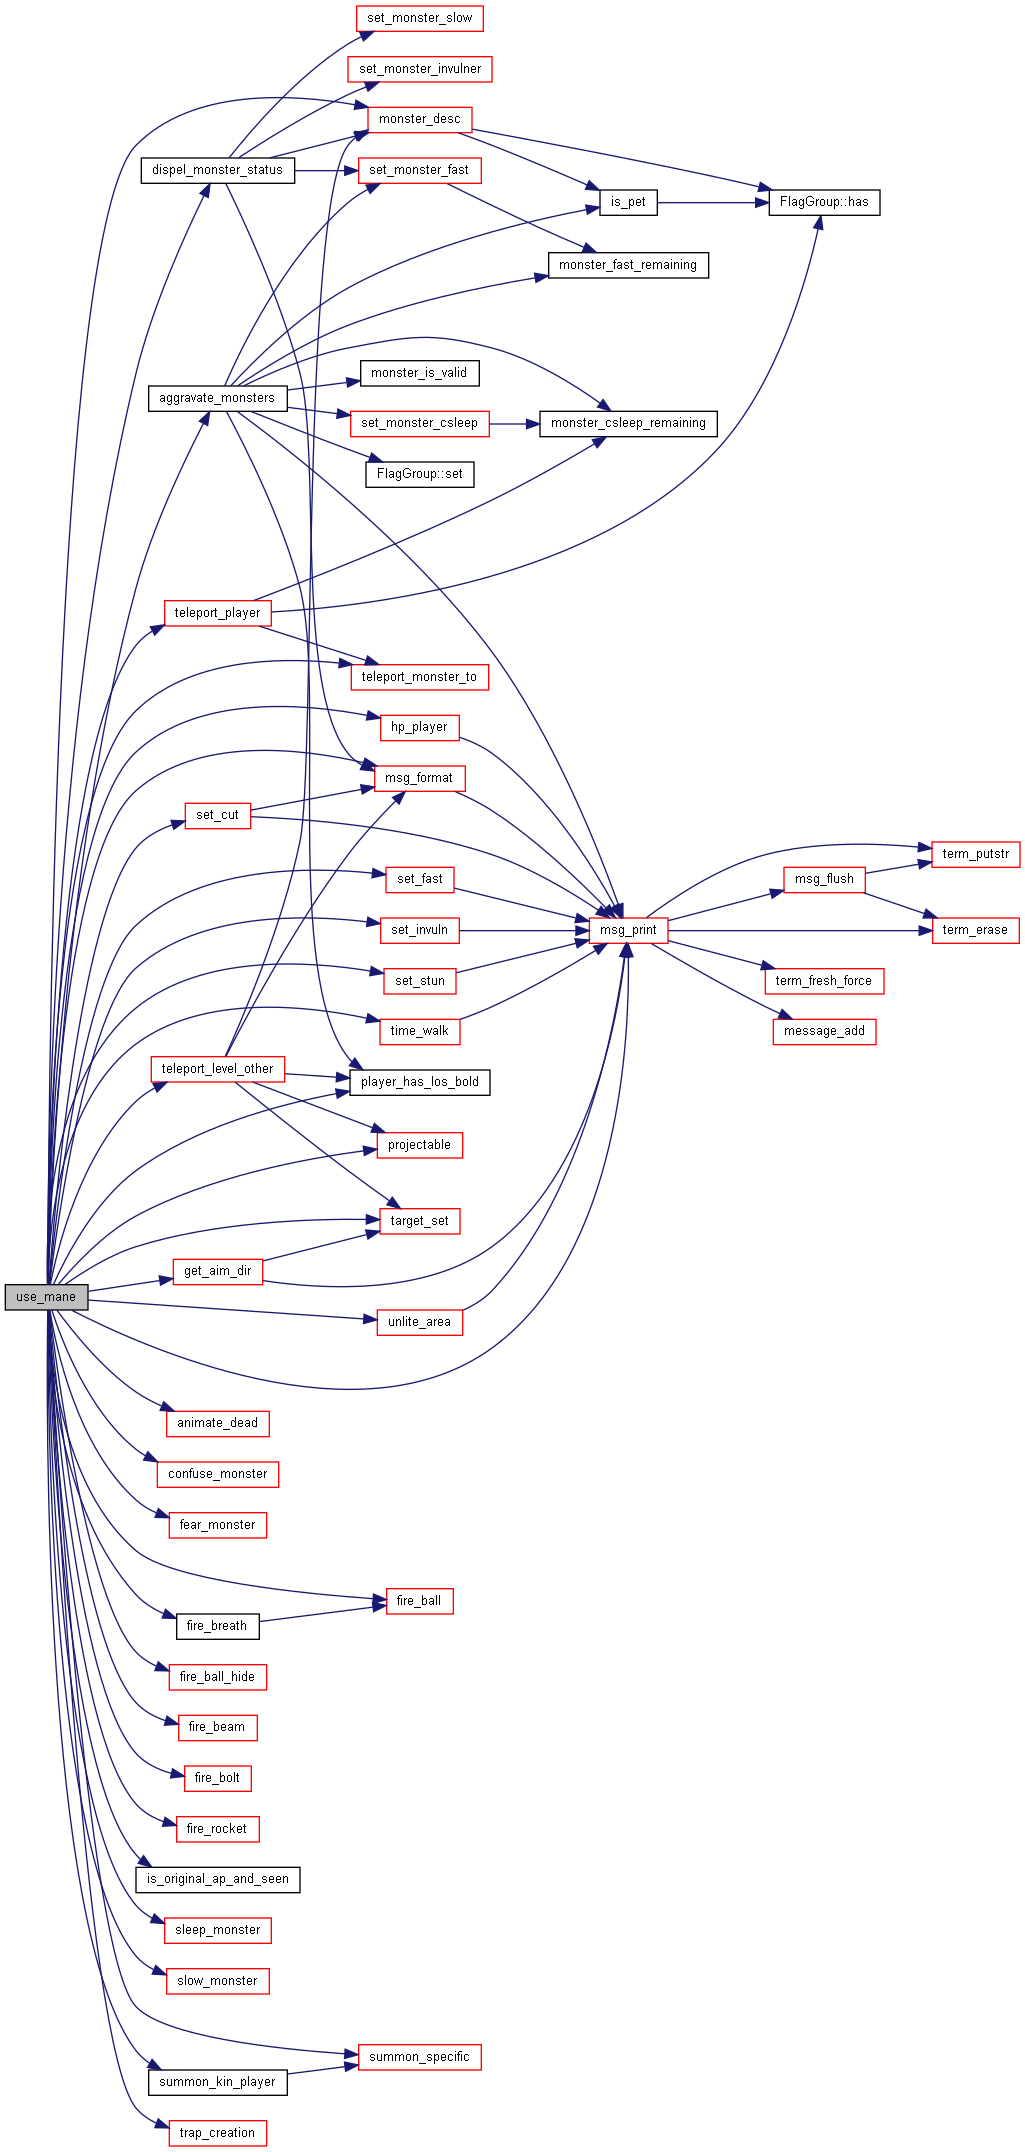 set_monster_slow
set_monster_invulner
monster_desc
dispel_monster_status
set_monster_fast
is_pet
FlagGroup::has
monster_fast_remaining
monster_is_valid
aggravate_monsters
set_monster_csleep
monster_csleep_remaining
FlagGroup::set
teleport_player
teleport_monster_to
hp_player
msg_format
set_cut
term_putstr
set_fast
msg_flush
set_invuln
msg_print
term_erase
set_stun
term_fresh_force
time_walk
message_add
teleport_level_other
player_has_los_bold
projectable
target_set
get_aim_dir
use_mane
unlite_area
animate_dead
confuse_monster
fear_monster
fire_ball
fire_breath
fire_ball_hide
fire_beam
fire_bolt
fire_rocket
is_original_ap_and_seen
sleep_monster
slow_monster
summon_specific
summon_kin_player
trap_creation